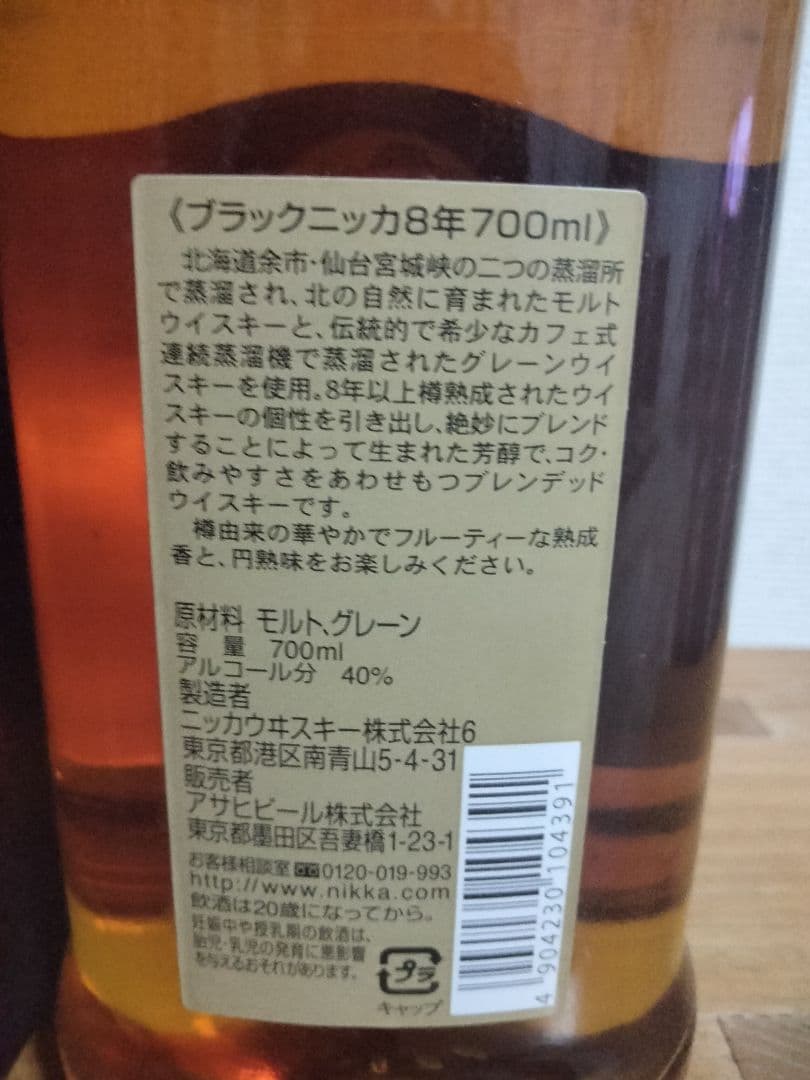 《ブラックニッカ8年700ml》
北海道余市・仙台宮城峡の二つの蒸溜所
で蒸溜され、北の自然に育まれたモルト
ウイスキーと、伝統的で希少なカフェ式
連続蒸溜機で蒸溜されたグレーンウイ
スキーを使用。8年以上樽熟成されたウイ
スキーの個性を引き出し、絶妙にブレンド
することによって生まれた芳醇で、コク・
飲みやすさをあわせもつブレンデッド
ウイスキーです。
樽由来の華やかでフルーティーな熟成
香と、円熟味をお楽しみください。
原材料 モルト、グレーン
容 量 700ml
アルコール分 40%
製造者
ニッカウヰスキー株式会社6
東京都港区南青山5-4-31
販売者
アサヒビール株式会社
東京都墨田区吾妻橋1-23-1
お客様相談室 0120-019-993
http://www.nikka.com
飲酒は20歳になってから。
妊娠中や授乳期の飲酒は、
胎児・乳児の発育に悪影響
を与えるおそれがあります。
プラ
キャップ
4 904230 104391